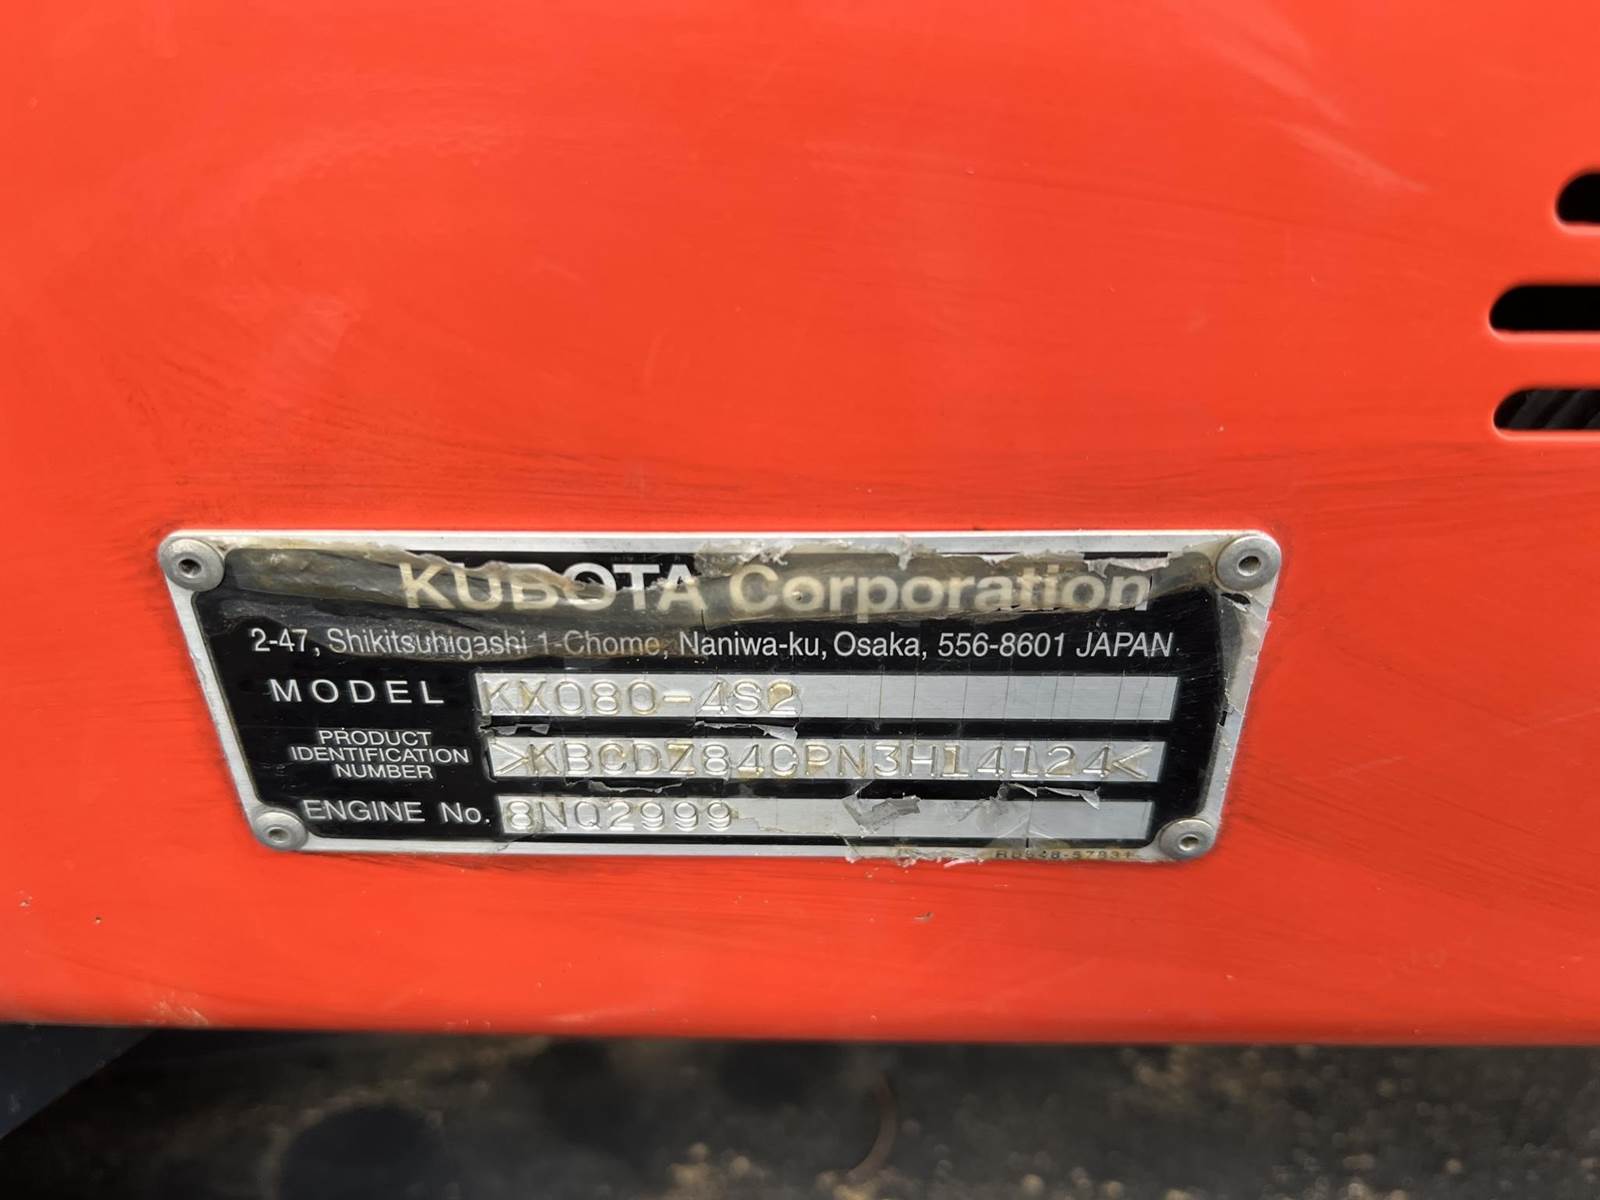 KUBOTA Corporation
2-47, Shikitsuhigashi 1-Chome, Naniwa-ku, Osaka, 556-8601 JAPAN
MODEL KX080-4S2
PRODUCT IDENTIFICATION NUMBER >KBCDZ84CPN3H14124<
ENGINE No. 8NQ2999